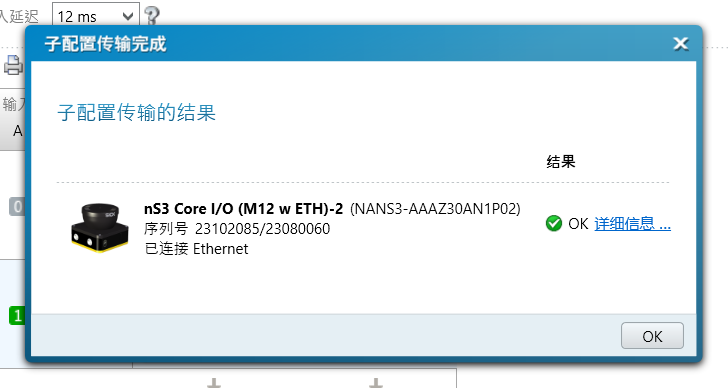 入延迟 12 ms
子配置传输完成
输入
A
子配置传输的结果
结果
nS3 Core I/O (M12 w ETH)-2 (NANS3-AAAZ30AN1P02)
序列号 23102085/23080060
已连接 Ethernet
OK 详细信息 ...
0
1
SICK
OK